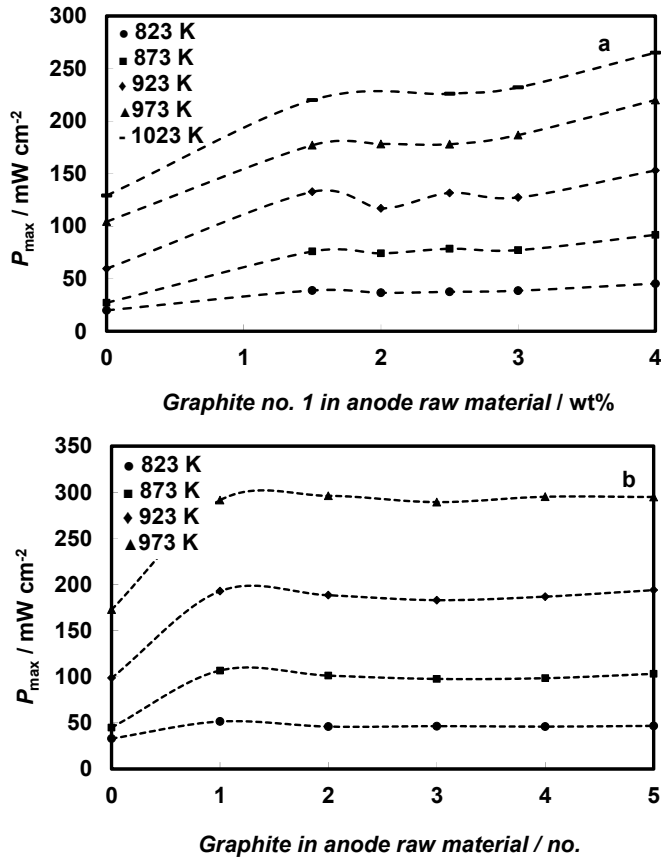 300
250
200
150
100
50
0
P max / mW cm-2
a
823 K
873 K
923 K
973 K
1023 K
0 1 2 3 4
Graphite no. 1 in anode raw material / wt%
350
300
250
200
150
100
50
0
P max / mW cm-2
b
823 K
873 K
923 K
973 K
0 1 2 3 4 5
Graphite in anode raw material / no.